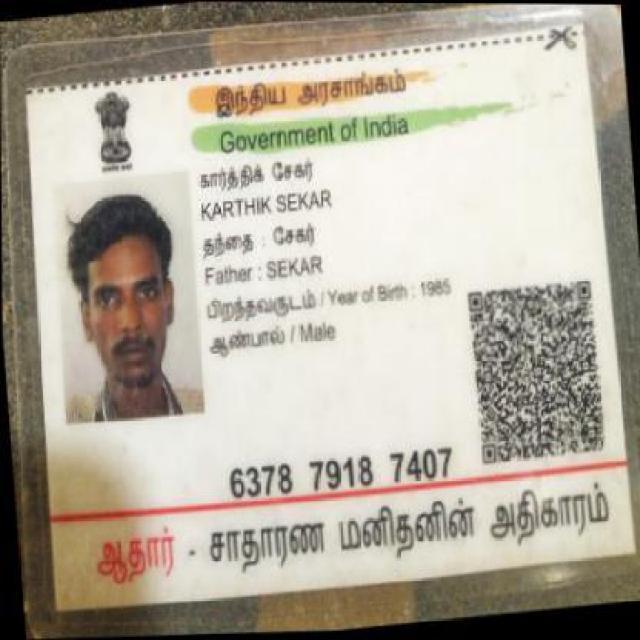 இந்திய அரசாங்கம்
Government of India
கார்த்திக் சேகர்
KARTHIK SEKAR
தந்தை : சேகர்
Father : SEKAR
பிறந்தவருடம் / Year of Birth : 1985
ஆண்பால் / Male
6378 7918 7407
ஆதார் - சாதாரண மனிதனின் அதிகாரம்